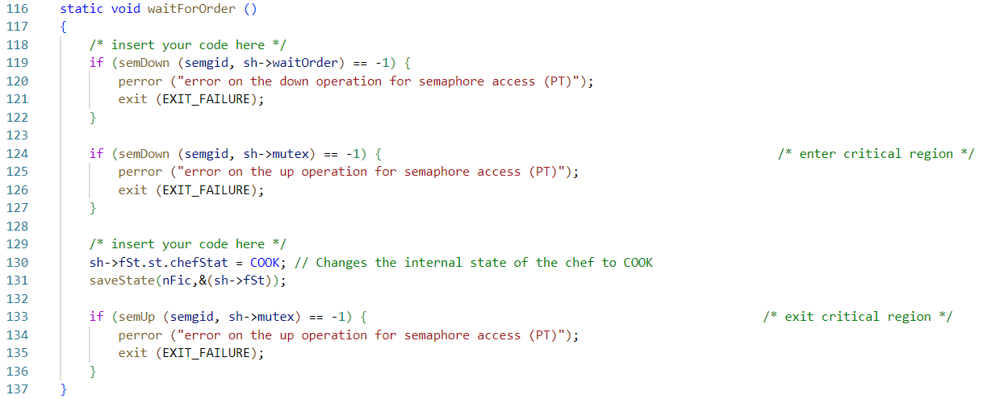 116 static void waitForOrder ()
117 {
118 /* insert your code here */
119 if (semDown (semgid, sh->waitOrder) == -1) {
120 perror ("error on the down operation for semaphore access (PT)");
121 exit (EXIT_FAILURE);
122 }
123
124 if (semDown (semgid, sh->mutex) == -1) { /* enter critical region */
125 perror ("error on the up operation for semaphore access (PT)");
126 exit (EXIT_FAILURE);
127 }
128
129 /* insert your code here */
130 sh->fSt.st.chefStat = COOK; // Changes the internal state of the chef to COOK
131 saveState(nFic,&(sh->fSt));
132
133 if (semUp (semgid, sh->mutex) == -1) { /* exit critical region */
134 perror ("error on the up operation for semaphore access (PT)");
135 exit (EXIT_FAILURE);
136 }
137 }